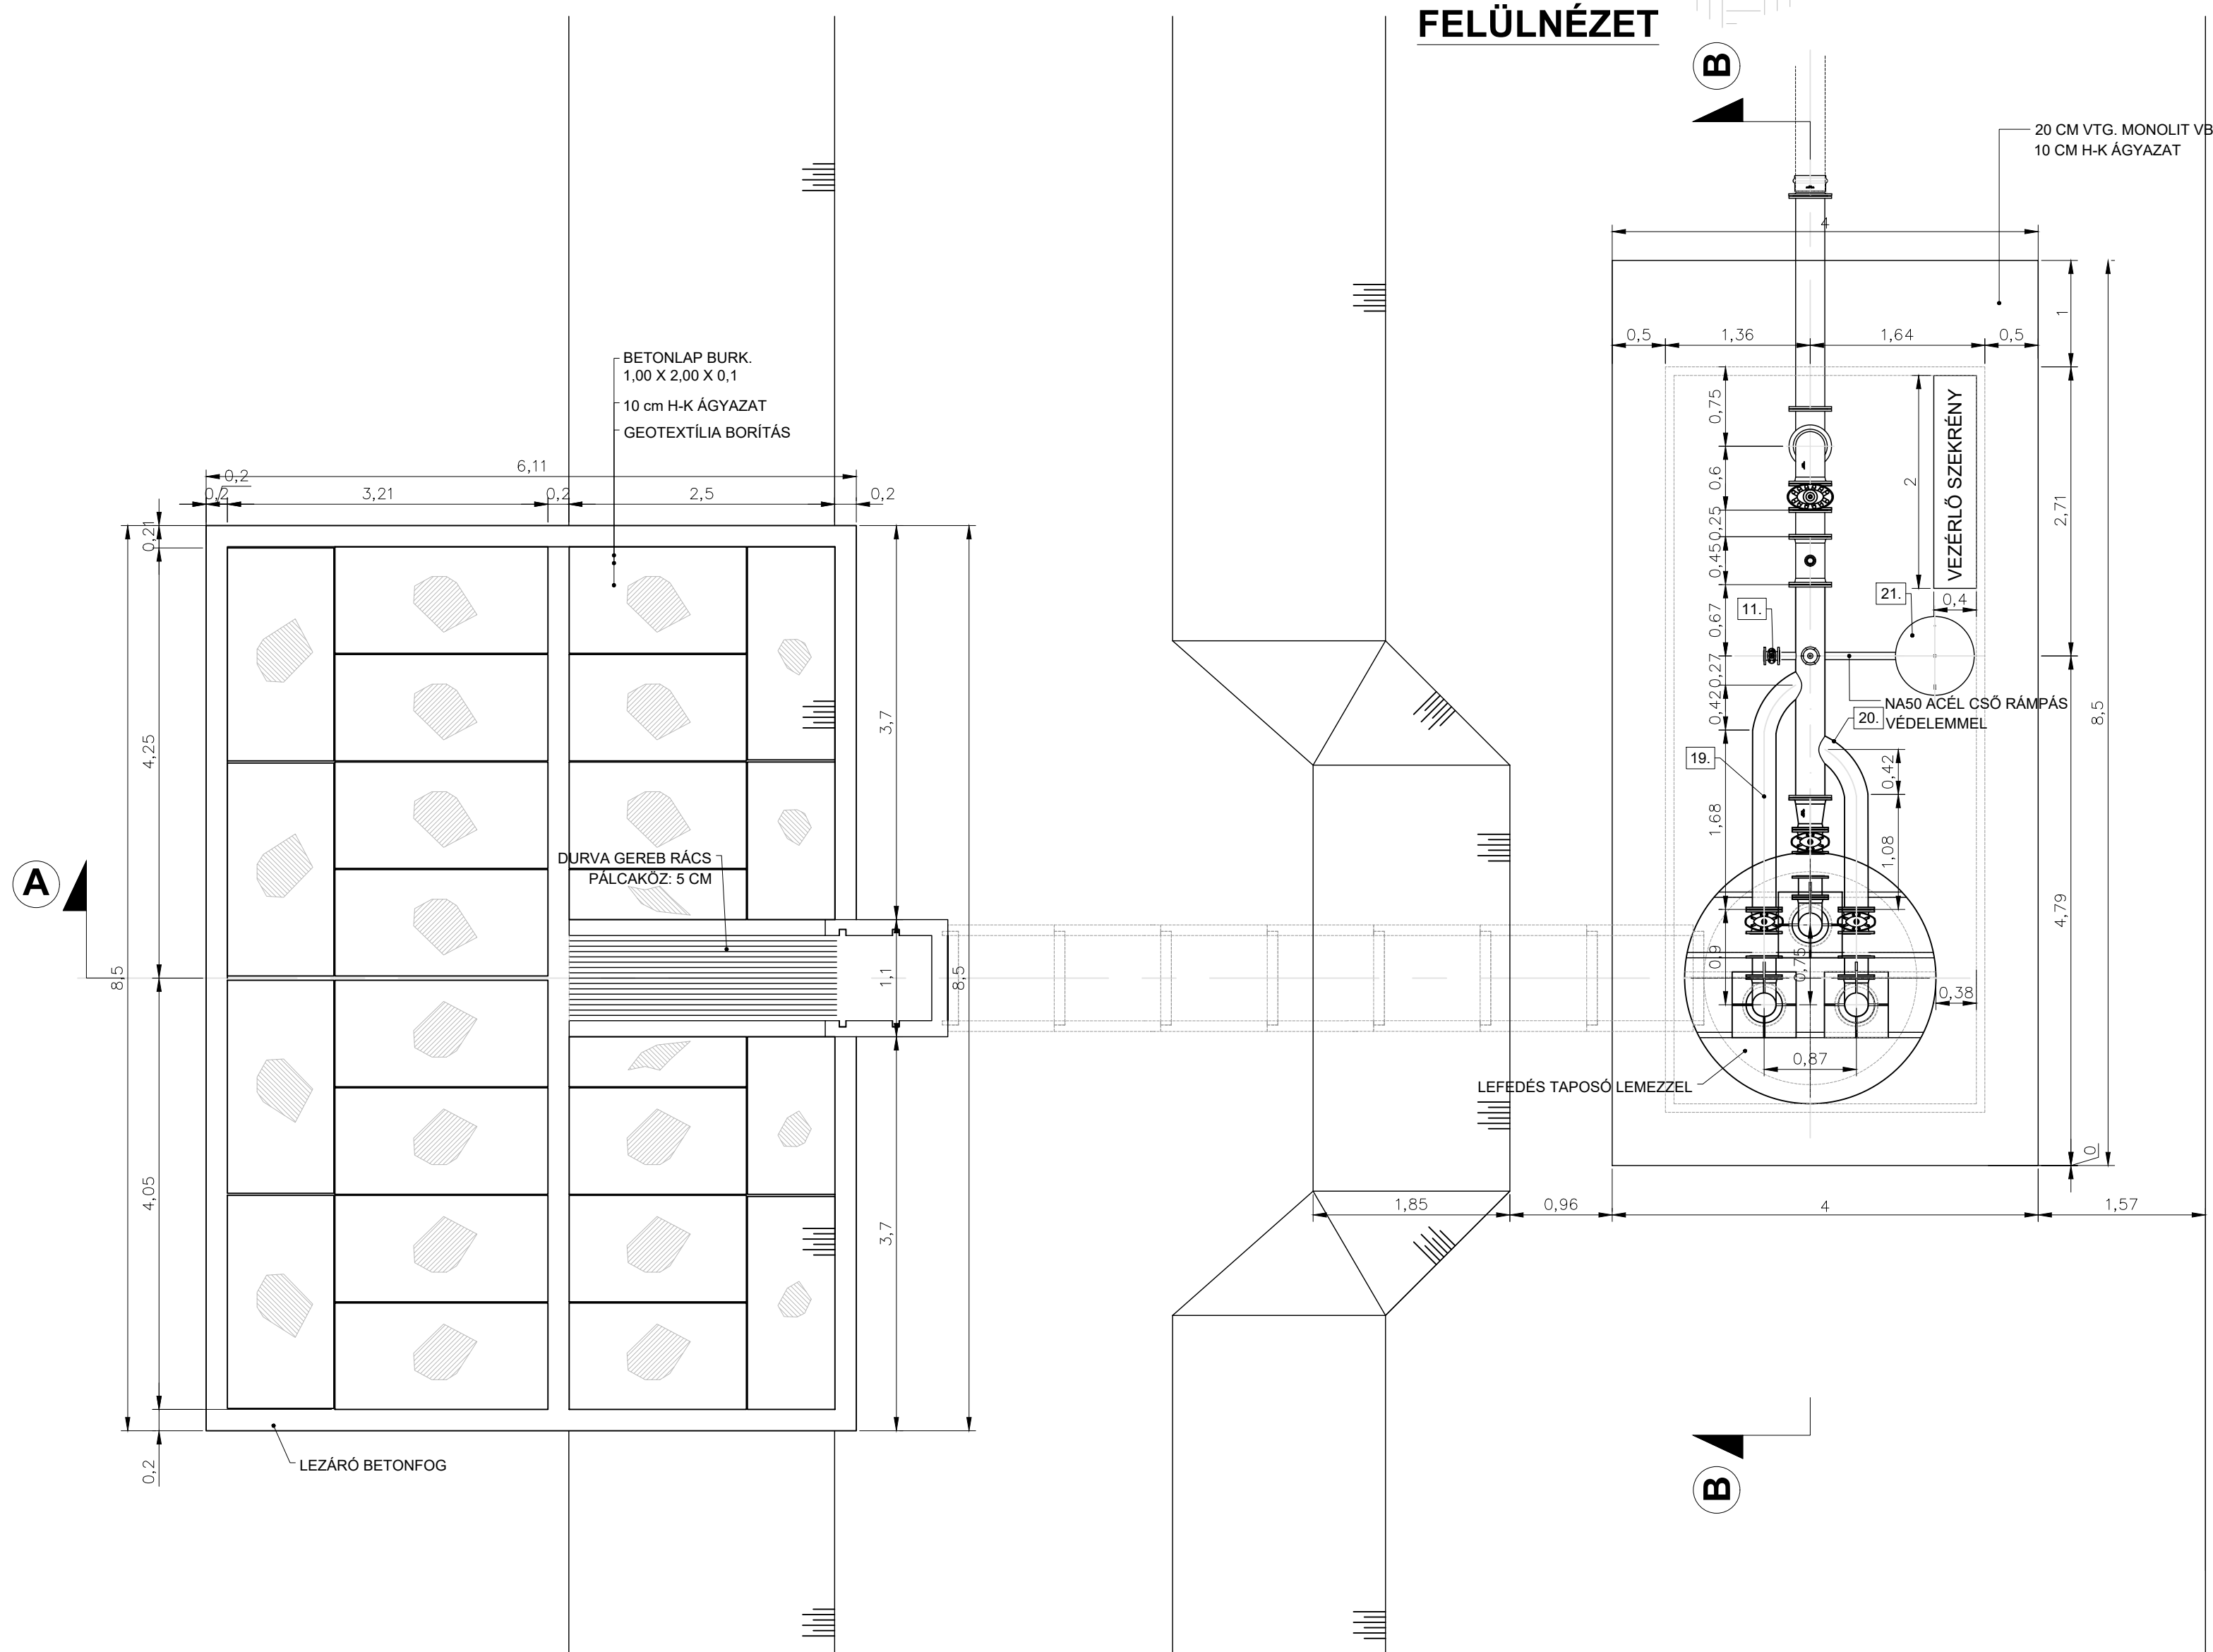 FELÜLNÉZET
B
20 CM VTG. MONOLIT VB
10 CM H-K ÁGYAZAT
4
1
0,5
1,36
1,64
0,5
BETONLAP BURK.
1,00 X 2,00 X 0,1
10 cm H-K ÁGYAZAT
GEOTEXTÍLIA BORÍTÁS
0,75
VEZÉRLŐ SZEKRÉNY
6,11
0,2
0,2
3,21
0,2
2,5
0,2
0,6
2
2,71
0,21
0,25
0,45
21.
0,4
11.
0,67
0,27
NA50 ACÉL CSŐ RÁMPÁS
VÉDELEMMEL
20.
8,5
0,42
3,7
4,25
19.
0,42
1,68
1,08
DURVA GEREB RÁCS
PÁLCAKÖZ: 5 CM
A
4,79
8,5
1,1
8,5
0,9
0,75
0,38
0,87
LEFEDÉS TAPOSÓ LEMEZZEL
0
4,05
3,7
1,85
0,96
4
1,57
0,2
LEZÁRÓ BETONFOG
B